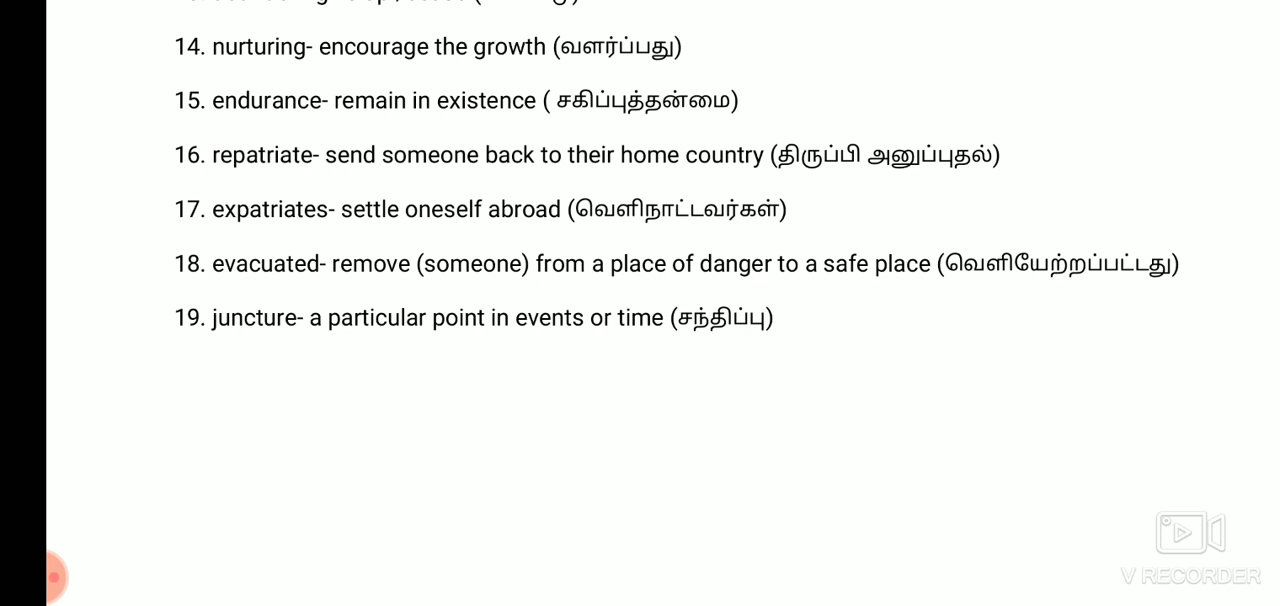 14. nurturing- encourage the growth (வளர்ப்பது)
15. endurance- remain in existence ( சகிப்புத்தன்மை)
16. repatriate- send someone back to their home country (திருப்பி அனுப்புதல்)
17. expatriates- settle oneself abroad (வெளிநாட்டவர்கள்)
18. evacuated- remove (someone) from a place of danger to a safe place (வெளியேற்றப்பட்டது)
19. juncture- a particular point in events or time (சந்திப்பு)
V RECORDER